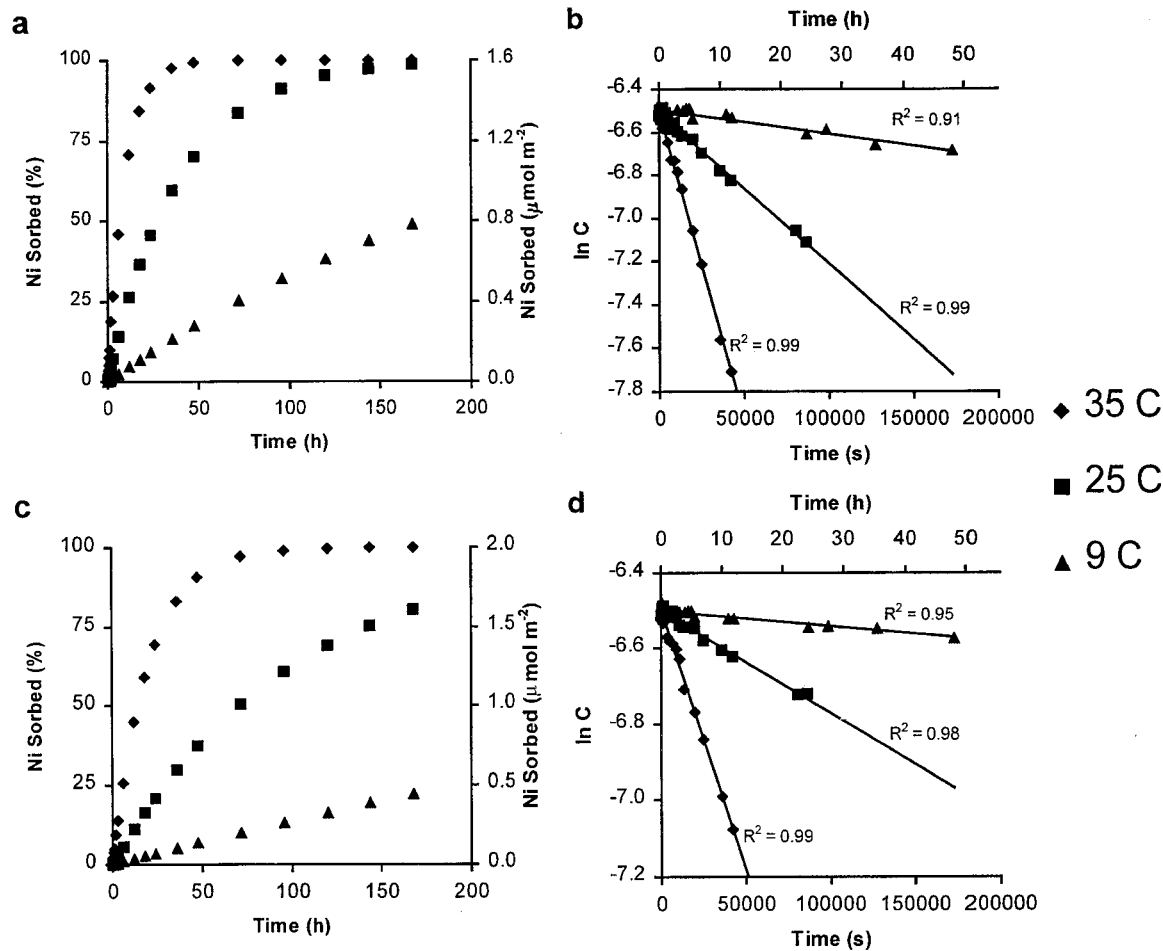 a
Ni Sorbed (%)
100
75
50
25
0
1.6
1.2
0.8
0.4
0.0
Ni Sorbed (μmol m⁻²)
0 50 100 150 200
Time (h)
b
Time (h)
0 10 20 30 40 50
ln C
-6.4
-6.6
-6.8
-7.0
-7.2
-7.4
-7.6
-7.8
R² = 0.91
R² = 0.99
R² = 0.99
0 50000 100000 150000 200000
Time (s)
◆ 35 C
■ 25 C
▲ 9 C
c
Ni Sorbed (%)
100
75
50
25
0
2.0
1.5
1.0
0.5
0.0
Ni Sorbed (μmol m⁻²)
0 50 100 150 200
Time (h)
d
Time (h)
0 10 20 30 40 50
ln C
-6.4
-6.6
-6.8
-7.0
-7.2
R² = 0.95
R² = 0.98
R² = 0.99
0 50000 100000 150000 200000
Time (s)